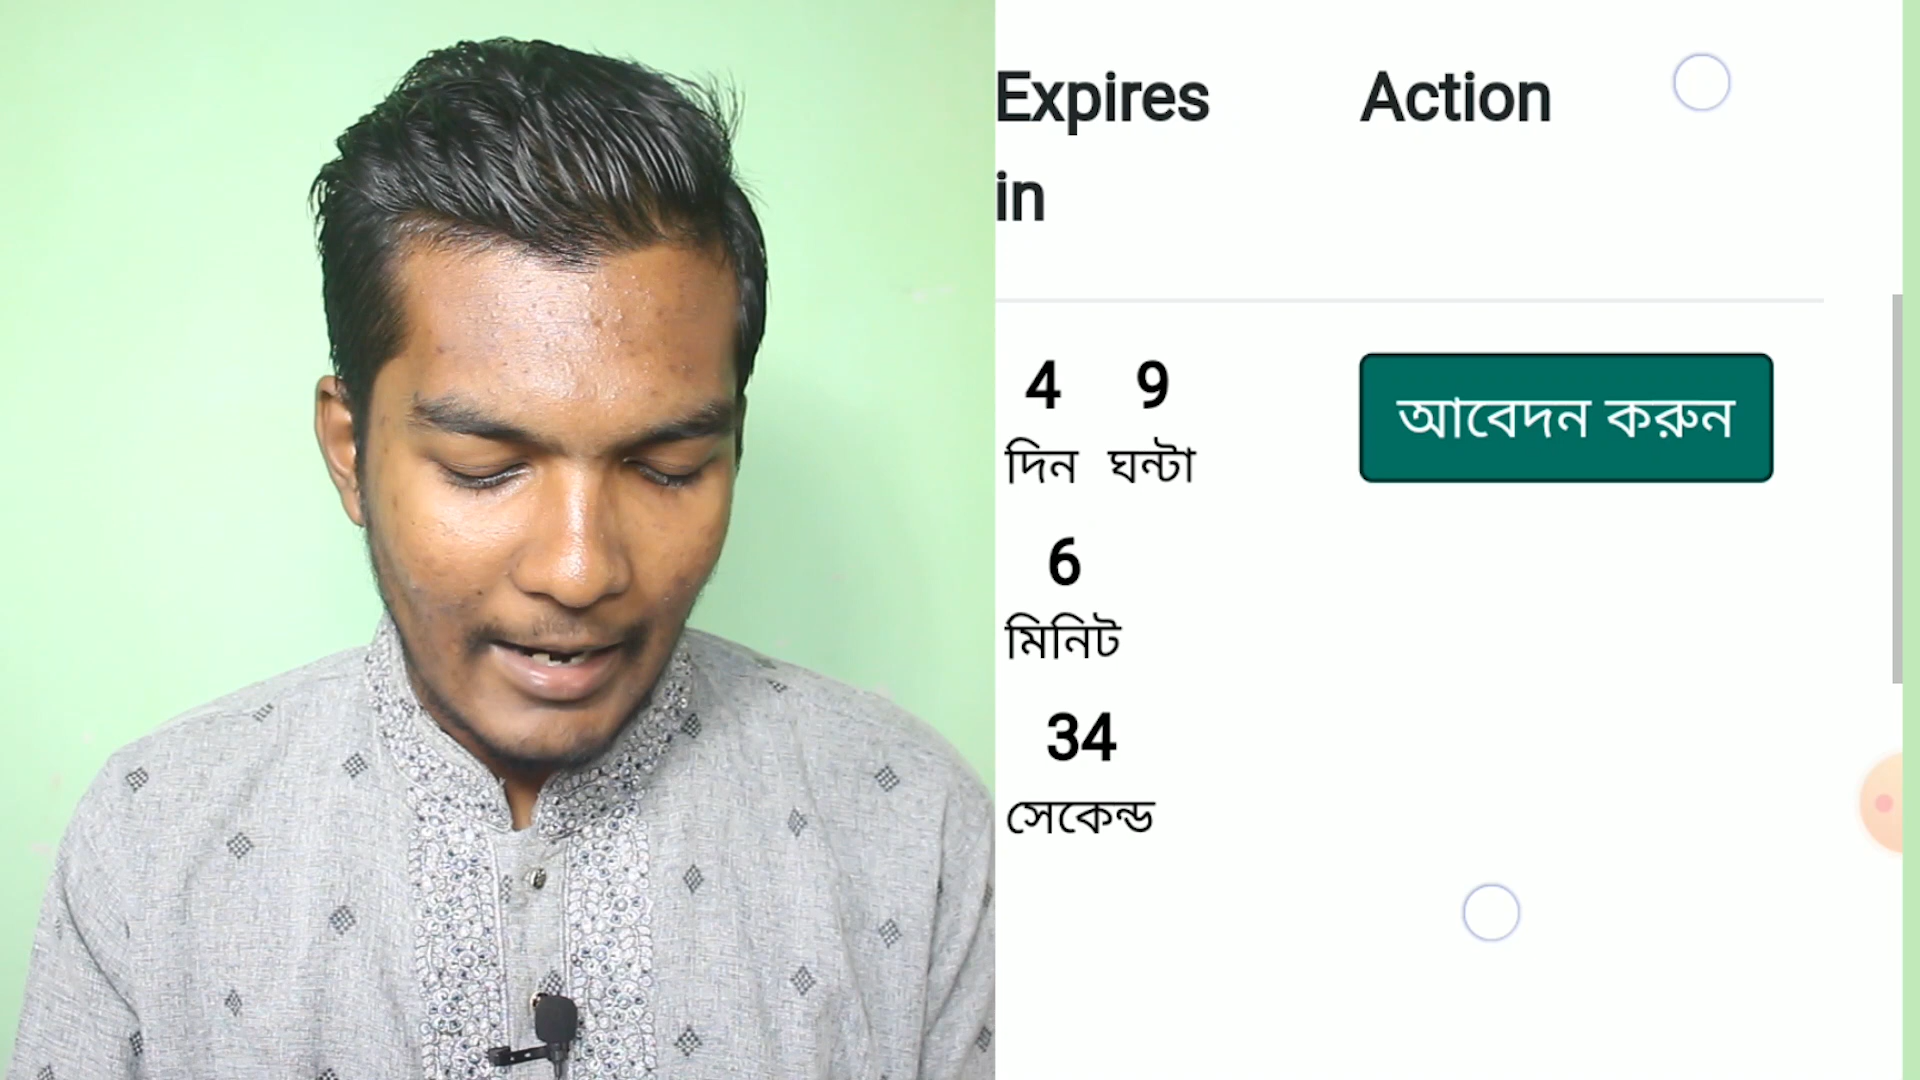 Expires Action
in
4 9 আবেদন করুন
দিন ঘন্টা
6
মিনিট
34
সেকেন্ড